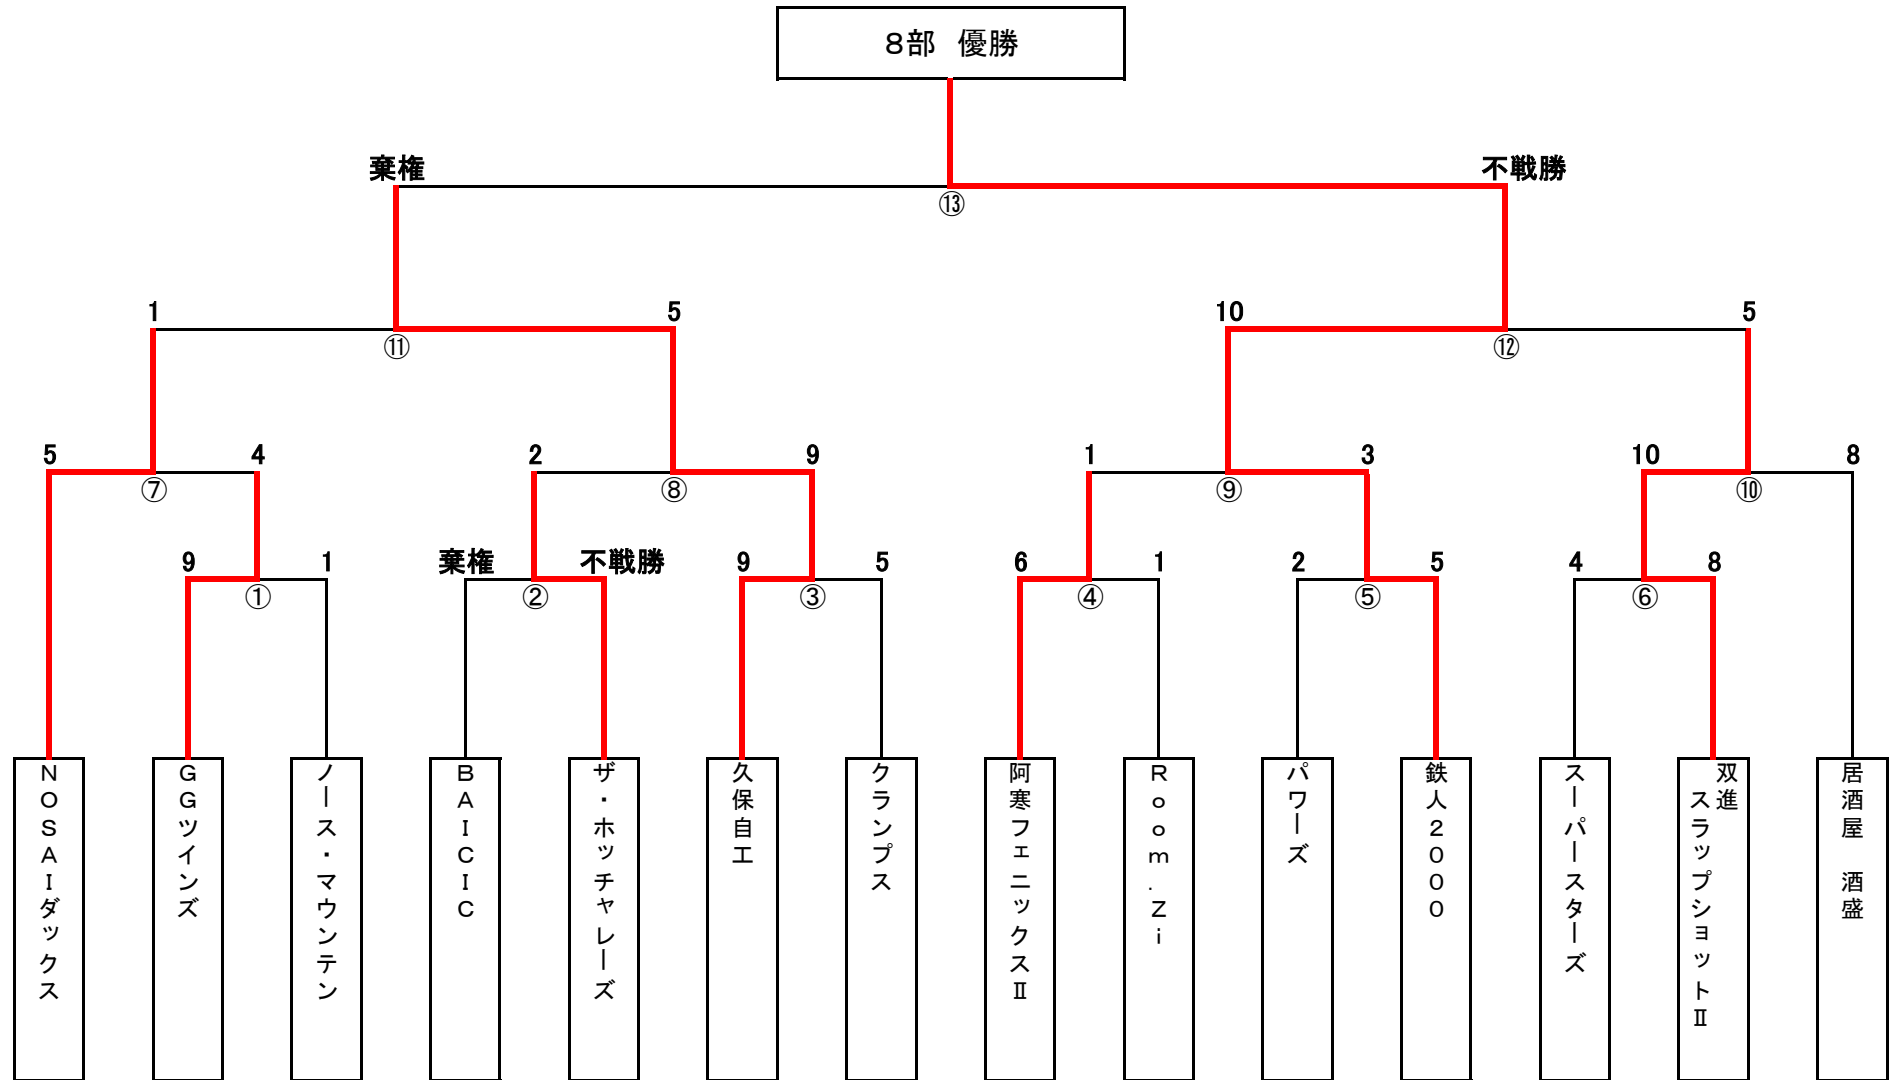 8部 優勝
棄権 不戦勝
⑬
1 5 10 5
⑪ ⑫
5 4 2 9 1 3 10 8
⑦ ⑧ ⑨ ⑩
9 1 棄権 不戦勝 9 5 6 1 2 5 4 8
① ② ③ ④ ⑤ ⑥
NOSAIダックス
GGツインズ
ノース・マウンテン
BAICIC
ザ・ホッチャレーズ
久保自工
クランプス
阿寒フェニックスⅡ
Room.Zi
パワーズ
鉄人2000
スーパースターズ
双進
スラップショットⅡ
居酒屋 酒盛